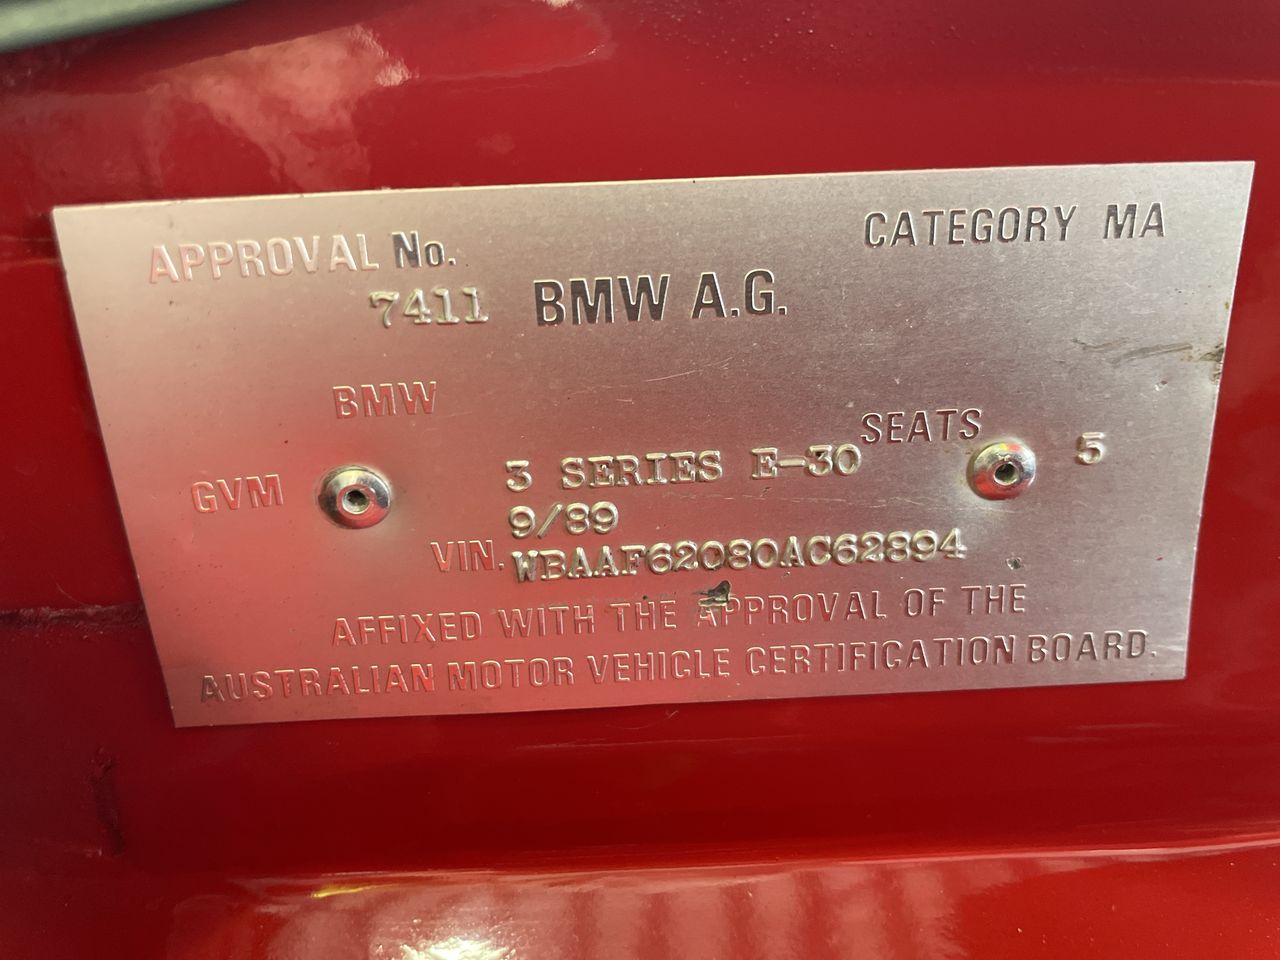 APPROVAL No. CATEGORY MA
7411 BMW A.G.
BMW
SEATS 5
3 SERIES E-30
GVM
9/89
VIN. WBAAF62080AC62894
AFFIXED WITH THE APPROVAL OF THE
AUSTRALIAN MOTOR VEHICLE CERTIFICATION BOARD.